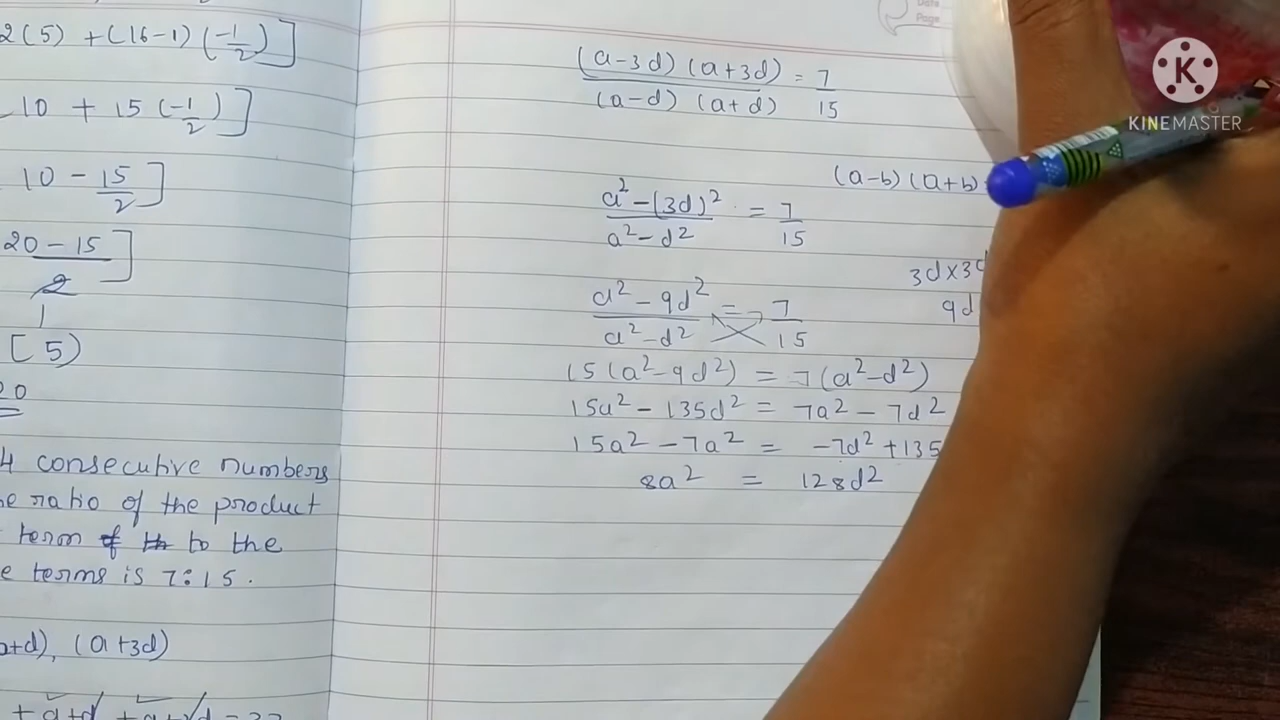 2(5) + (16-1) (-1/2) ]
10 + 15 (-1/2) ]
10 - 15/2 ]
20 - 15 ]
2
1
[ 5)
20
4 consecutive numbers
ratio of the product
term to the
terms is 7:15.
+d), (a+3d)
+ a+d
Date
Page
(a-3d) (a+3d) / (a-d) (a+d) = 7/15
(a-b) (a+b)
a² - (3d)² / a² - d² = 7/15
3d×3d
9d
a² - 9d² / a² - d² = 7/15
15(a²-9d²) = 7(a²-d²)
15a² - 135d² = 7a² - 7d²
15a² - 7a² = -7d² + 135
8a² = 128d²
K
KINEMASTER